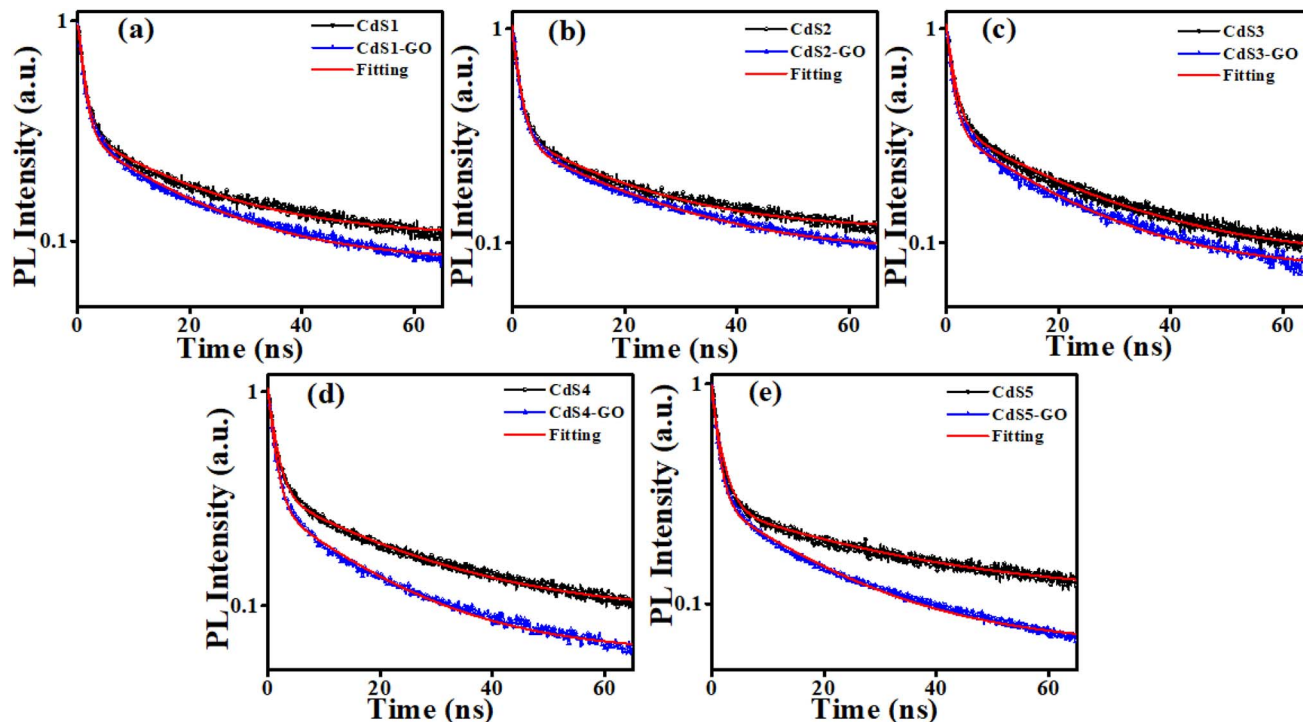 (a)
CdS1
CdS1-GO
Fitting
PL Intensity (a.u.)
1
0.1
0 20 40 60
Time (ns)
(b)
CdS2
CdS2-GO
Fitting
PL Intensity (a.u.)
1
0.1
0 20 40 60
Time (ns)
(c)
CdS3
CdS3-GO
Fitting
PL Intensity (a.u.)
1
0.1
0 20 40 60
Time (ns)
(d)
CdS4
CdS4-GO
Fitting
PL Intensity (a.u.)
1
0.1
0 20 40 60
Time (ns)
(e)
CdS5
CdS5-GO
Fitting
PL Intensity (a.u.)
1
0.1
0 20 40 60
Time (ns)